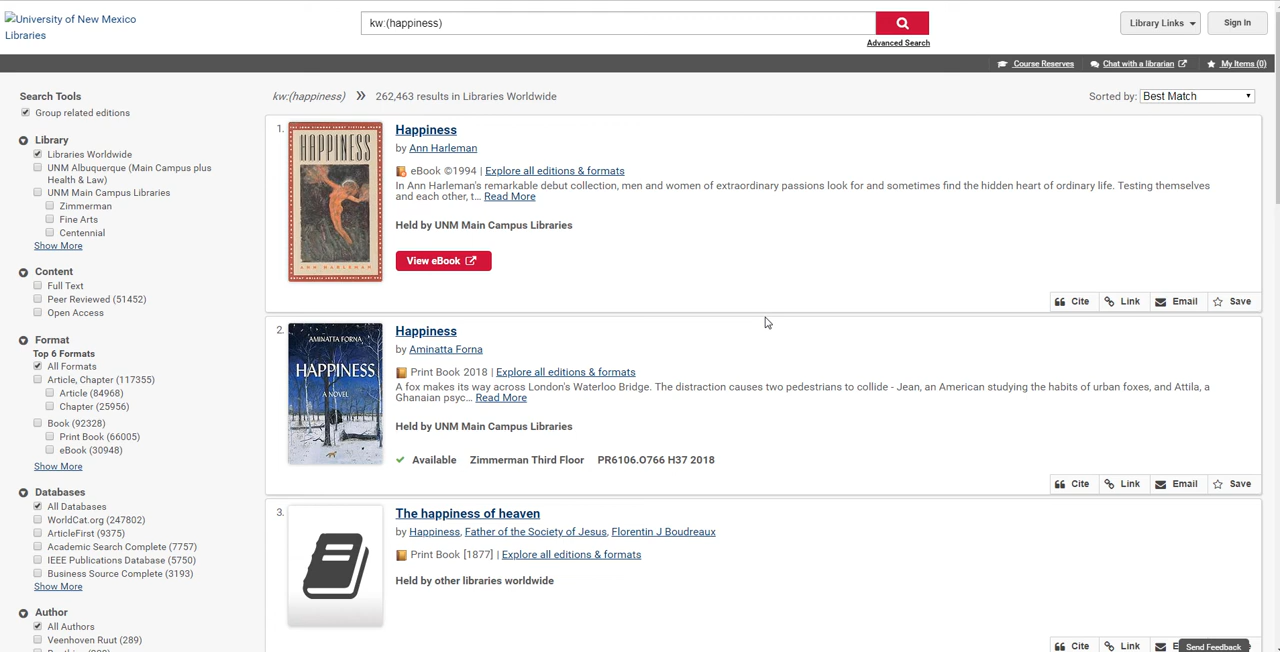 University of New Mexico
Libraries
kw:(happiness)
Advanced Search
Library Links
Sign In
Course Reserves
Chat with a librarian
My Items (0)
Search Tools
Group related editions
Library
Libraries Worldwide
UNM Albuquerque (Main Campus plus
Health & Law)
UNM Main Campus Libraries
Zimmerman
Fine Arts
Centennial
Show More
Content
Full Text
Peer Reviewed (51452)
Open Access
Format
Top 6 Formats
All Formats
Article, Chapter (117355)
Article (84968)
Chapter (25956)
Book (92328)
Print Book (66005)
eBook (30948)
Show More
Databases
All Databases
WorldCat.org (247802)
ArticleFirst (9375)
Academic Search Complete (7757)
IEEE Publications Database (5750)
Business Source Complete (3193)
Show More
Author
All Authors
Veenhoven Ruut (289)
kw:(happiness) » 262,463 results in Libraries Worldwide
Sorted by: Best Match
1.
HAPPINESS
ANN HARLEMAN
Happiness
by Ann Harleman
eBook ©1994 | Explore all editions & formats
In Ann Harleman's remarkable debut collection, men and women of extraordinary passions look for and sometimes find the hidden heart of ordinary life. Testing themselves
and each other, t... Read More
Held by UNM Main Campus Libraries
View eBook
Cite Link Email Save
2.
AMINATTA FORNA
HAPPINESS
A NOVEL
Happiness
by Aminatta Forna
Print Book 2018 | Explore all editions & formats
A fox makes its way across London's Waterloo Bridge. The distraction causes two pedestrians to collide - Jean, an American studying the habits of urban foxes, and Attila, a
Ghanaian psyc... Read More
Held by UNM Main Campus Libraries
Available Zimmerman Third Floor PR6106.O766 H37 2018
Cite Link Email Save
3.
The happiness of heaven
by Happiness, Father of the Society of Jesus, Florentin J Boudreaux
Print Book [1877] | Explore all editions & formats
Held by other libraries worldwide
Cite Link
Send Feedback